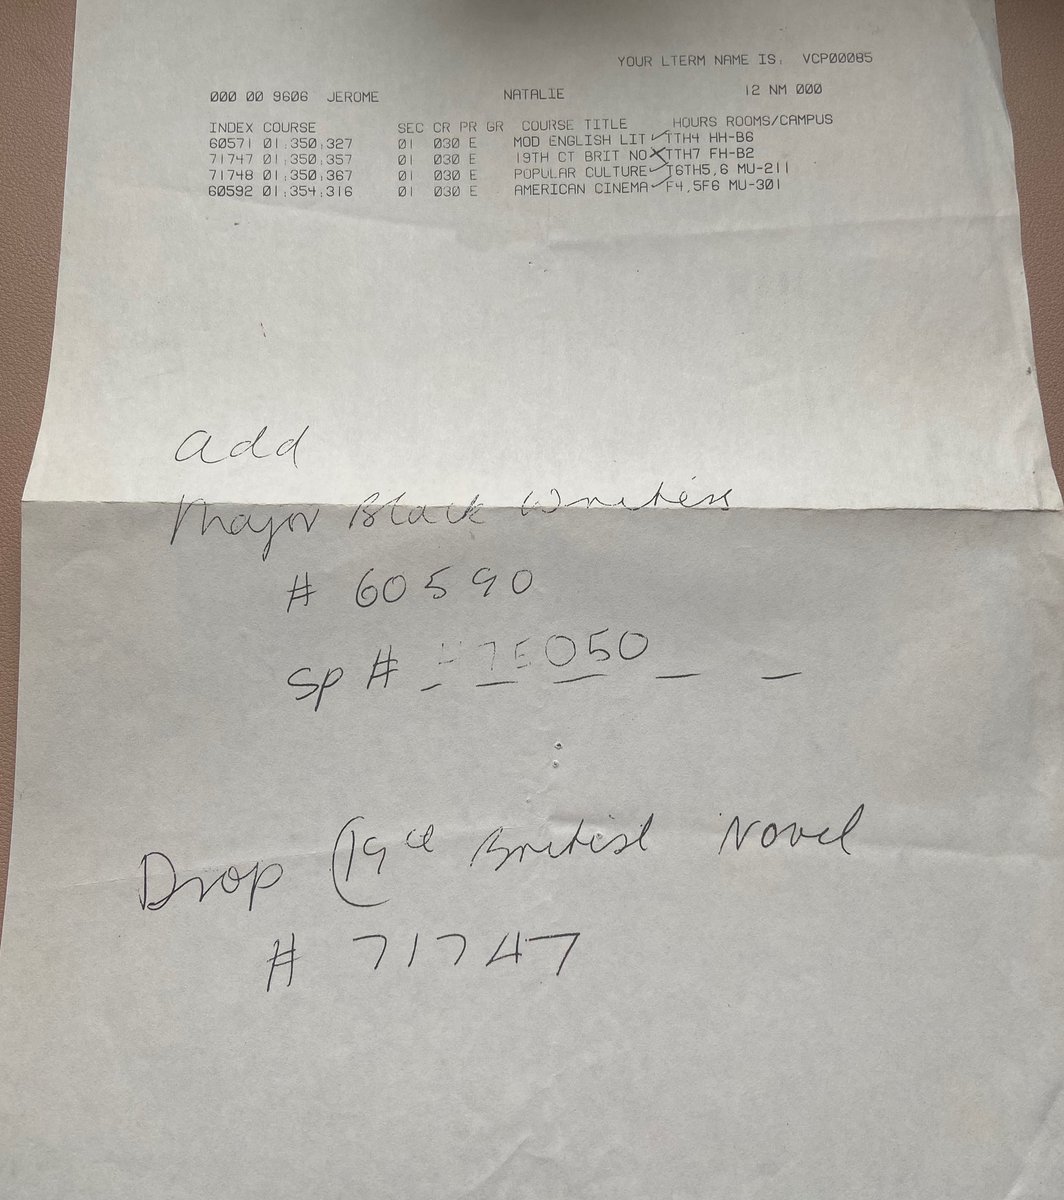 YOUR LTERM NAME IS: VCP00085
000 00 9606 JEROME NATALIE 12 NM 000
INDEX COURSE SEC CR PR GR COURSE TITLE HOURS ROOMS/CAMPUS
60571 01:350:327 01 030 E MOD ENGLISH LIT ✓ TTH4 HH-B6
71747 01:350:357 01 030 E 19TH CT BRIT NO X TTH7 FH-B2
71748 01:350:367 01 030 E POPULAR CULTURE ✓ T6TH5,6 MU-211
60592 01:354:316 01 030 E AMERICAN CINEMA ✓ F4,5F6 MU-301
add
Major Black Writers
# 60590
Sp # 75050
Drop (19 British Novel
# 71747